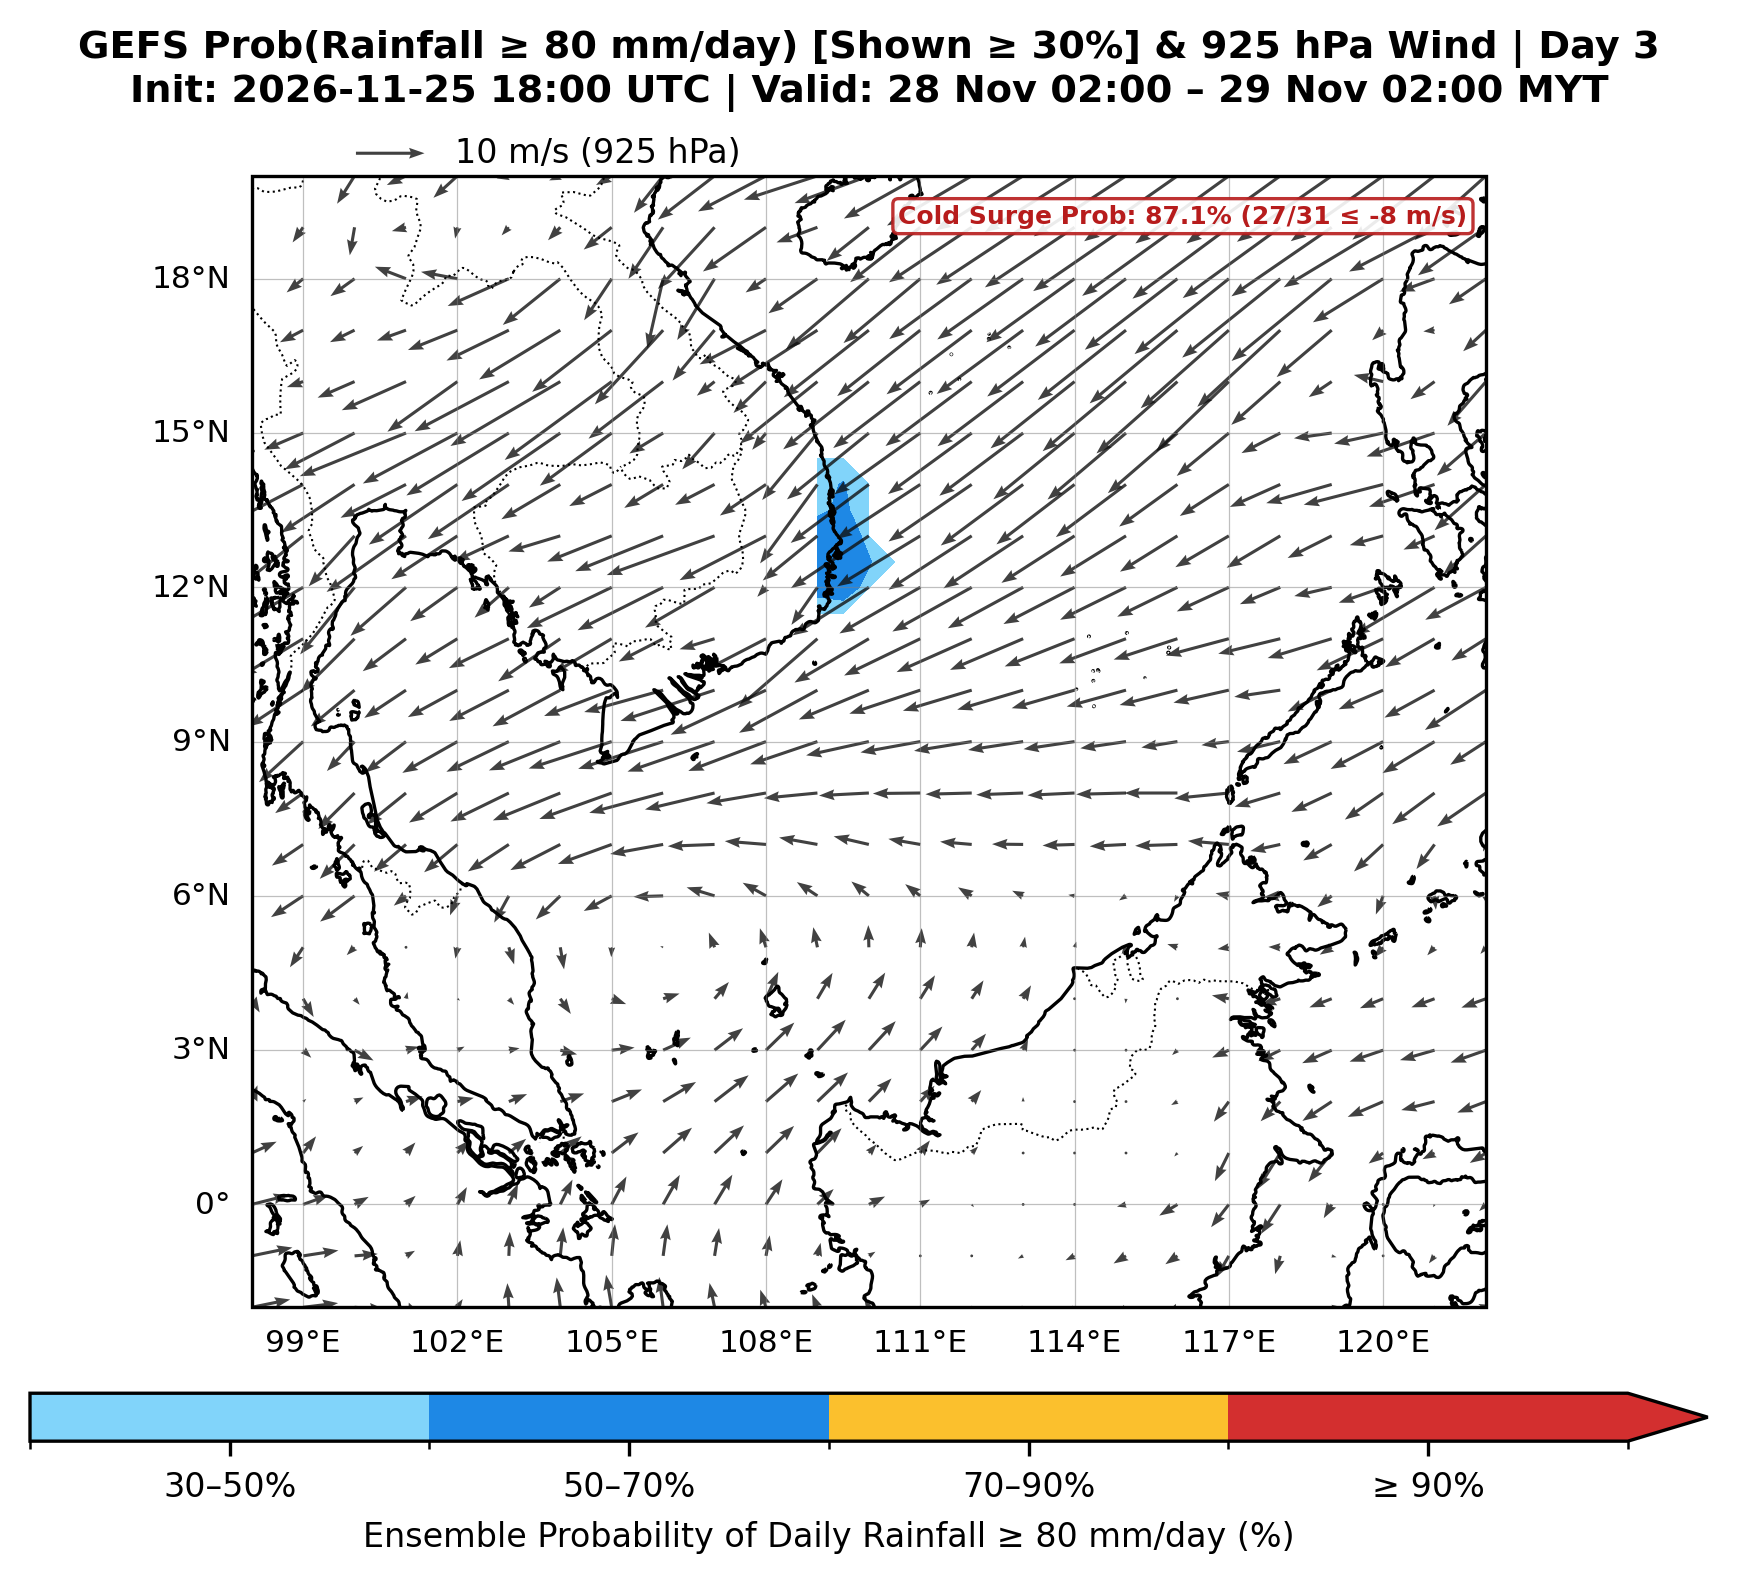 GEFS Prob(Rainfall ≥ 80 mm/day) [Shown ≥ 30%] & 925 hPa Wind | Day 3
Init: 2026-11-25 18:00 UTC | Valid: 28 Nov 02:00 – 29 Nov 02:00 MYT
10 m/s (925 hPa)
Cold Surge Prob: 87.1% (27/31 ≤ -8 m/s)
18°N
15°N
12°N
9°N
6°N
3°N
0°
99°E 102°E 105°E 108°E 111°E 114°E 117°E 120°E
30–50% 50–70% 70–90% ≥ 90%
Ensemble Probability of Daily Rainfall ≥ 80 mm/day (%)